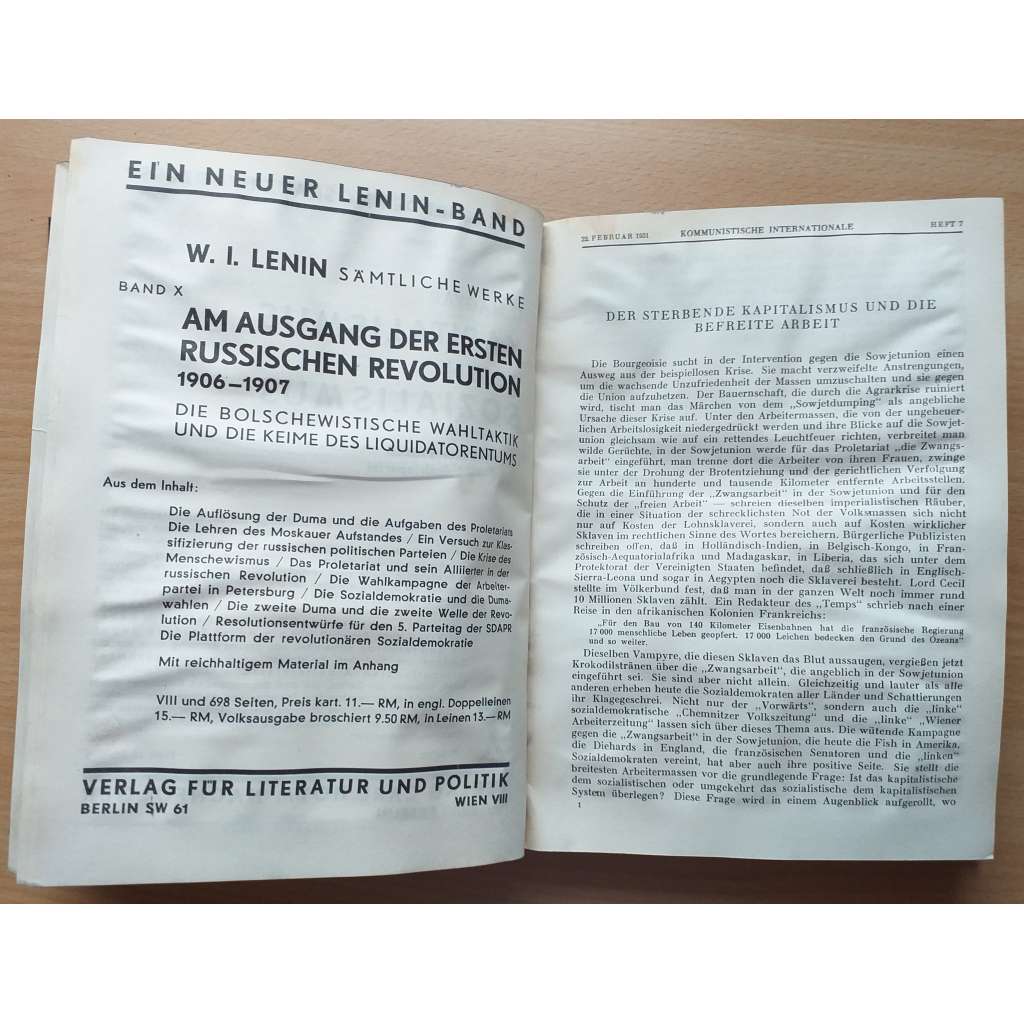 EIN NEUER LENIN-BAND
W. I. LENIN SÄMTLICHE WERKE
BAND X
AM AUSGANG DER ERSTEN
RUSSISCHEN REVOLUTION
1906–1907
DIE BOLSCHEWISTISCHE WAHLTAKTIK
UND DIE KEIME DES LIQUIDATORENTUMS
Aus dem Inhalt:
Die Auflösung der Duma und die Aufgaben des Proletariats
Die Lehren des Moskauer Aufstandes / Ein Versuch zur Klas-
sifizierung der russischen politischen Parteien / Die Krise des
Menschewismus / Das Proletariat und sein Alliierter in der
russischen Revolution / Die Wahlkampagne der Arbeiter-
partei in Petersburg / Die Sozialdemokratie und die Duma-
wahlen / Die zweite Duma und die zweite Welle der Revo-
lution / Resolutionsentwürfe für den 5. Parteitag der SDAPR
Die Plattform der revolutionären Sozialdemokratie
Mit reichhaltigem Material im Anhang
VIII und 698 Seiten, Preis kart. 11.— RM, in engl. Doppelleinen
15.— RM, Volksausgabe broschiert 9.50 RM, in Leinen 13.— RM
VERLAG FÜR LITERATUR UND POLITIK
BERLIN SW 61 WIEN VIII
FEBRUAR 1931 KOMMUNISTISCHE INTERNATIONALE HEFT 7
DER STERBENDE KAPITALISMUS UND DIE
BEFREITE ARBEIT
Die Bourgeoisie sucht in der Intervention gegen die Sowjetunion einen
Ausweg aus der beispiellosen Krise. Sie macht verzweifelte Anstrengungen,
um die wachsende Unzufriedenheit der Massen umzuschalten und sie gegen
die Union aufzuhetzen. Der Bauernschaft, die durch die Agrarkrise ruiniert
wird, tischt man das Märchen von dem „Sowjetdumping" als angebliche
Ursache dieser Krise auf. Unter den Arbeitermassen, die von der ungeheuer-
lichen Arbeitslosigkeit niedergedrückt werden und ihre Blicke auf die Sowjet-
union gleichsam wie auf ein rettendes Leuchtfeuer richten, verbreitet man
wilde Gerüchte, in der Sowjetunion werde für das Proletariat „die Zwangs-
arbeit" eingeführt, man trenne dort die Arbeiter von ihren Frauen, zwinge
sie unter der Drohung der Brotentziehung und der gerichtlichen Verfolgung
zur Arbeit an hunderte und tausende Kilometer entfernte Arbeitsstellen.
Gegen die Einführung der „Zwangsarbeit" in der Sowjetunion und für den
Schutz der „freien Arbeit" — schreien dieselben imperialistischen Räuber,
die in einer Situation der schrecklichsten Not der Volksmassen sich nicht
nur auf Kosten der Lohnsklaverei, sondern auch auf Kosten wirklicher
Sklaven im rechtlichen Sinne des Wortes bereichern. Bürgerliche Publizisten
schreiben offen, daß in Holländisch-Indien, in Belgisch-Kongo, in Fran-
zösisch-Aequatorialafrika und Madagaskar, in Liberia, das sich unter dem
Protektorat der Vereinigten Staaten befindet, daß schließlich in Englisch-
Sierra-Leona und sogar in Aegypten noch die Sklaverei besteht. Lord Cecil
stellte im Völkerbund fest, daß man in der ganzen Welt noch immer rund
10 Millionen Sklaven zählt. Ein Redakteur des „Temps" schrieb nach einer
Reise in den afrikanischen Kolonien Frankreichs:
„Für den Bau von 140 Kilometer Eisenbahnen hat die französische Regierung
17 000 menschliche Leben geopfert. 17 000 Leichen bedecken den Grund des Ozeans"
und so weiter.
Dieselben Vampyre, die diesen Sklaven das Blut aussaugen, vergießen jetzt
Krokodilstränen über die „Zwangsarbeit", die angeblich in der Sowjetunion
eingeführt sei. Sie sind aber nicht allein. Gleichzeitig und lauter als alle
anderen erheben heute die Sozialdemokraten aller Länder und Schattierungen
ihr Klagegeschrei. Nicht nur der „Vorwärts", sondern auch die „linke"
sozialdemokratische „Chemnitzer Volkszeitung" und die „linke" „Wiener
Arbeiterzeitung" lassen sich über dieses Thema aus. Die wütende Kampagne
gegen die „Zwangsarbeit" in der Sowjetunion, die heute die Fish in Amerika,
die Diehards in England, die französischen Senatoren und die „linken"
Sozialdemokraten vereint, hat aber auch ihre positive Seite. Sie stellt die
breitesten Arbeitermassen vor die grundlegende Frage: Ist das kapitalistische
dem sozialistischen oder umgekehrt das sozialistische dem kapitalistischen
System überlegen? Diese Frage wird in einem Augenblick aufgerollt, wo
1